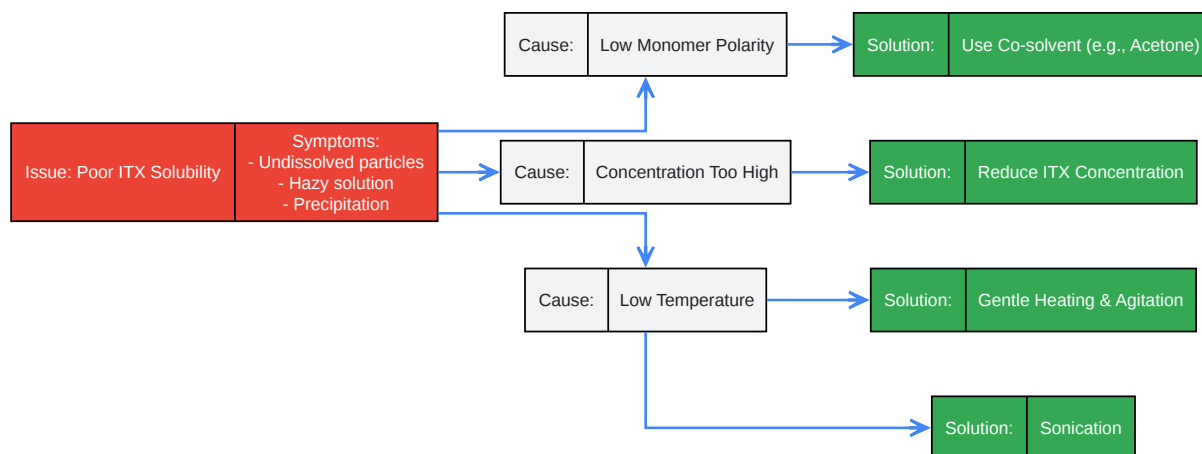 Cause: Low Monomer Polarity
Solution: Use Co-solvent (e.g., Acetone)
Issue: Poor ITX Solubility
Symptoms:
- Undissolved particles
- Hazy solution
- Precipitation
Cause: Concentration Too High
Solution: Reduce ITX Concentration
Cause: Low Temperature
Solution: Gentle Heating & Agitation
Solution: Sonication